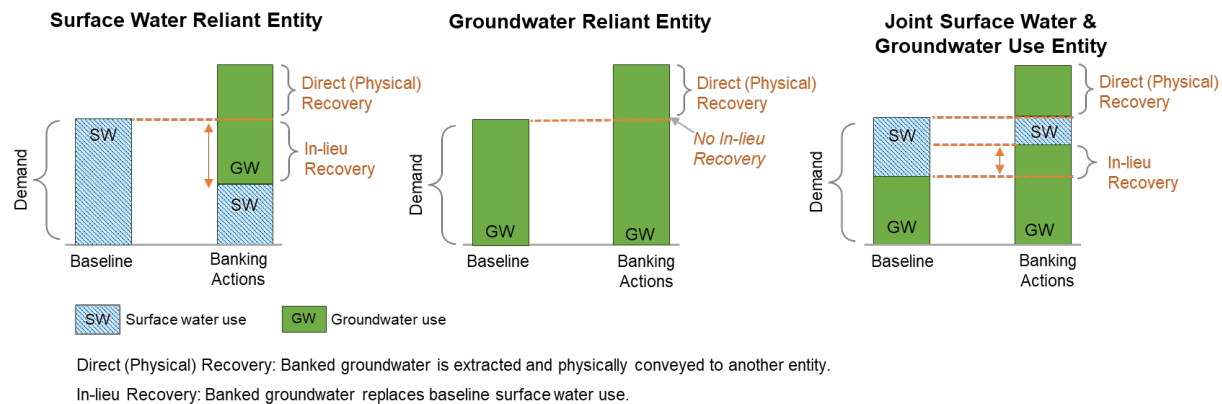 Surface Water Reliant Entity
SW
Demand
Baseline
GW
SW
Banking
Actions
Direct (Physical)
Recovery
In-lieu
Recovery
Groundwater Reliant Entity
Demand
GW
Baseline
GW
Banking
Actions
Direct (Physical)
Recovery
No In-lieu
Recovery
Joint Surface Water &
Groundwater Use Entity
SW
Demand
GW
Baseline
SW
GW
Banking
Actions
Direct (Physical)
Recovery
In-lieu
Recovery
SW Surface water use
GW Groundwater use
Direct (Physical) Recovery: Banked groundwater is extracted and physically conveyed to another entity.
In-lieu Recovery: Banked groundwater replaces baseline surface water use.